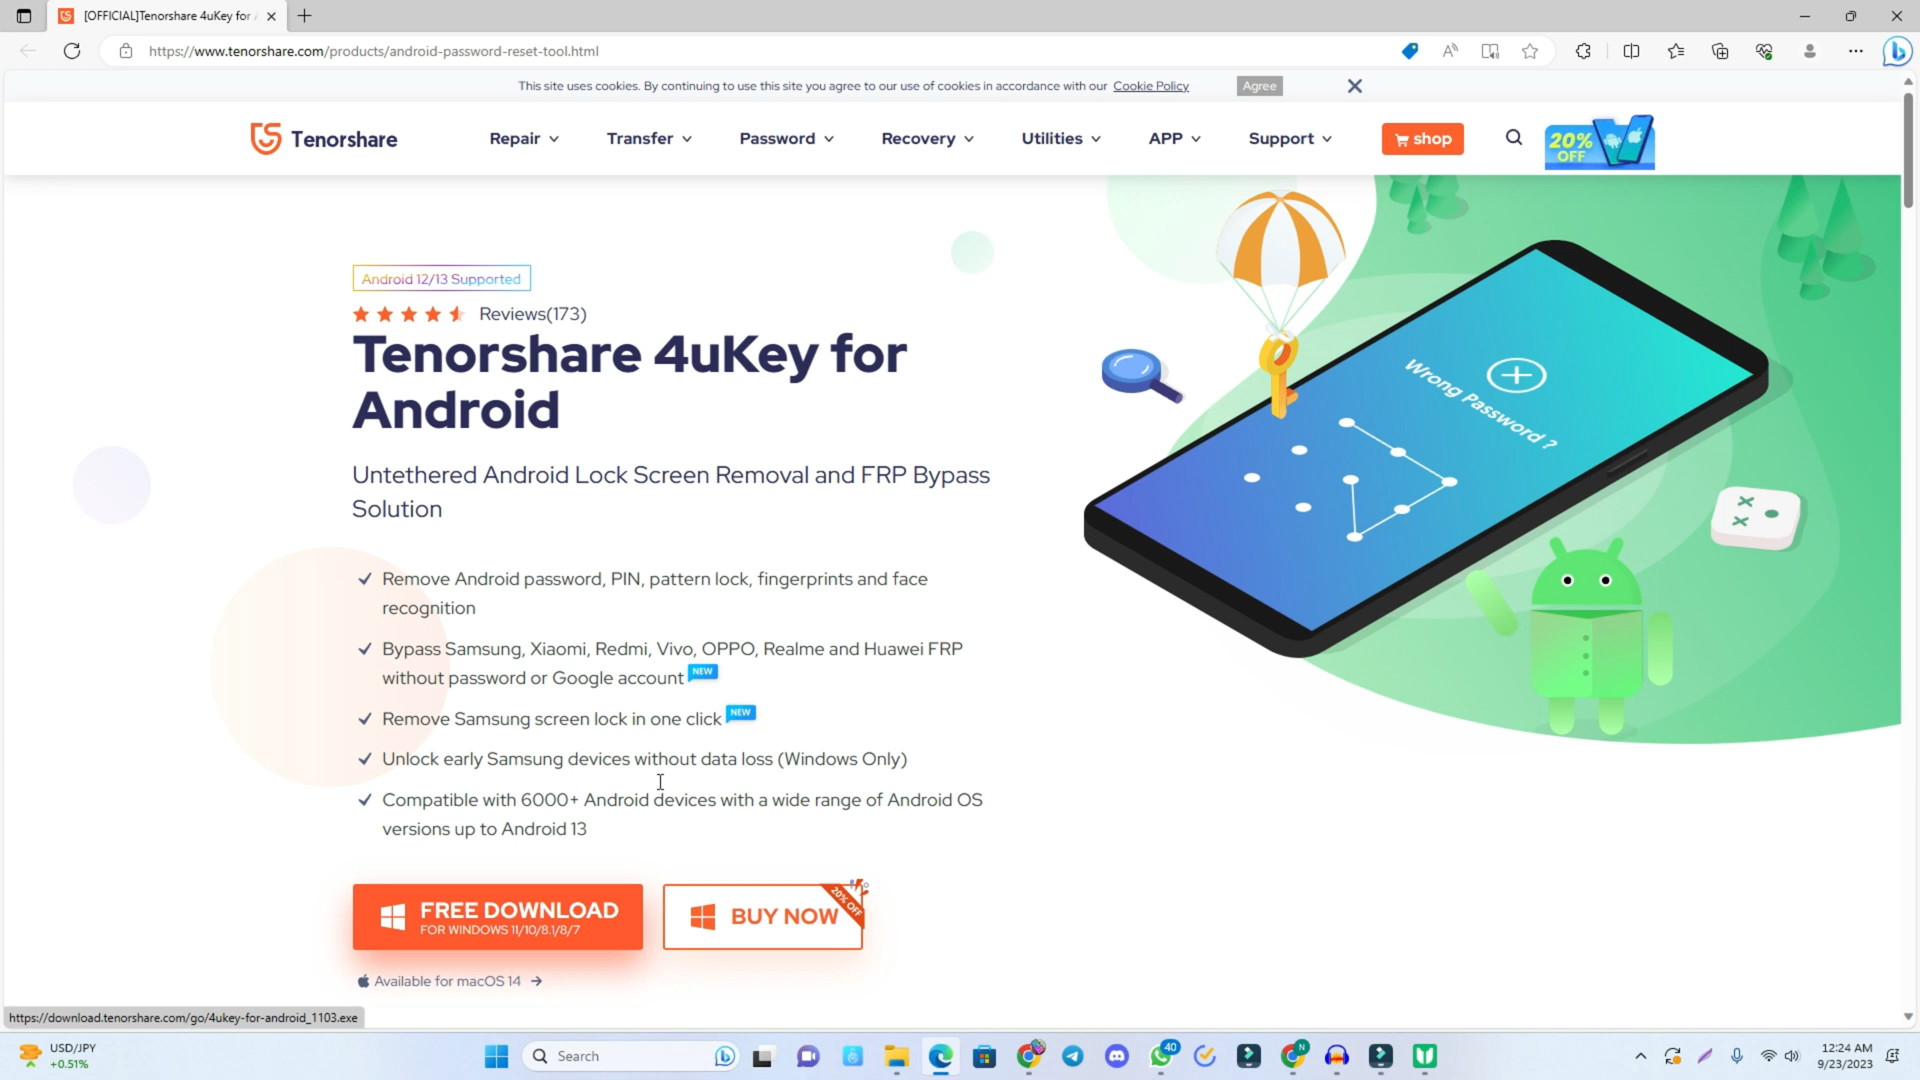 [OFFICIAL]Tenorshare 4uKey for
https://www.tenorshare.com/products/android-password-reset-tool.html
This site uses cookies. By continuing to use this site you agree to our use of cookies in accordance with our Cookie Policy
Agree
Tenorshare
Repair
Transfer
Password
Recovery
Utilities
APP
Support
shop
20%
OFF
Android 12/13 Supported
Reviews(173)
Tenorshare 4uKey for
Android
Untethered Android Lock Screen Removal and FRP Bypass
Solution
Remove Android password, PIN, pattern lock, fingerprints and face
recognition
Bypass Samsung, Xiaomi, Redmi, Vivo, OPPO, Realme and Huawei FRP
without password or Google account NEW
Remove Samsung screen lock in one click NEW
Unlock early Samsung devices without data loss (Windows Only)
Compatible with 6000+ Android devices with a wide range of Android OS
versions up to Android 13
Wrong Password ?
FREE DOWNLOAD
FOR WINDOWS 11/10/8.1/8/7
BUY NOW
20% OFF
Available for macOS 14
https://download.tenorshare.com/go/4ukey-for-android_1103.exe
USD/JPY
+0.51%
Search
40
N
12:24 AM
9/23/2023